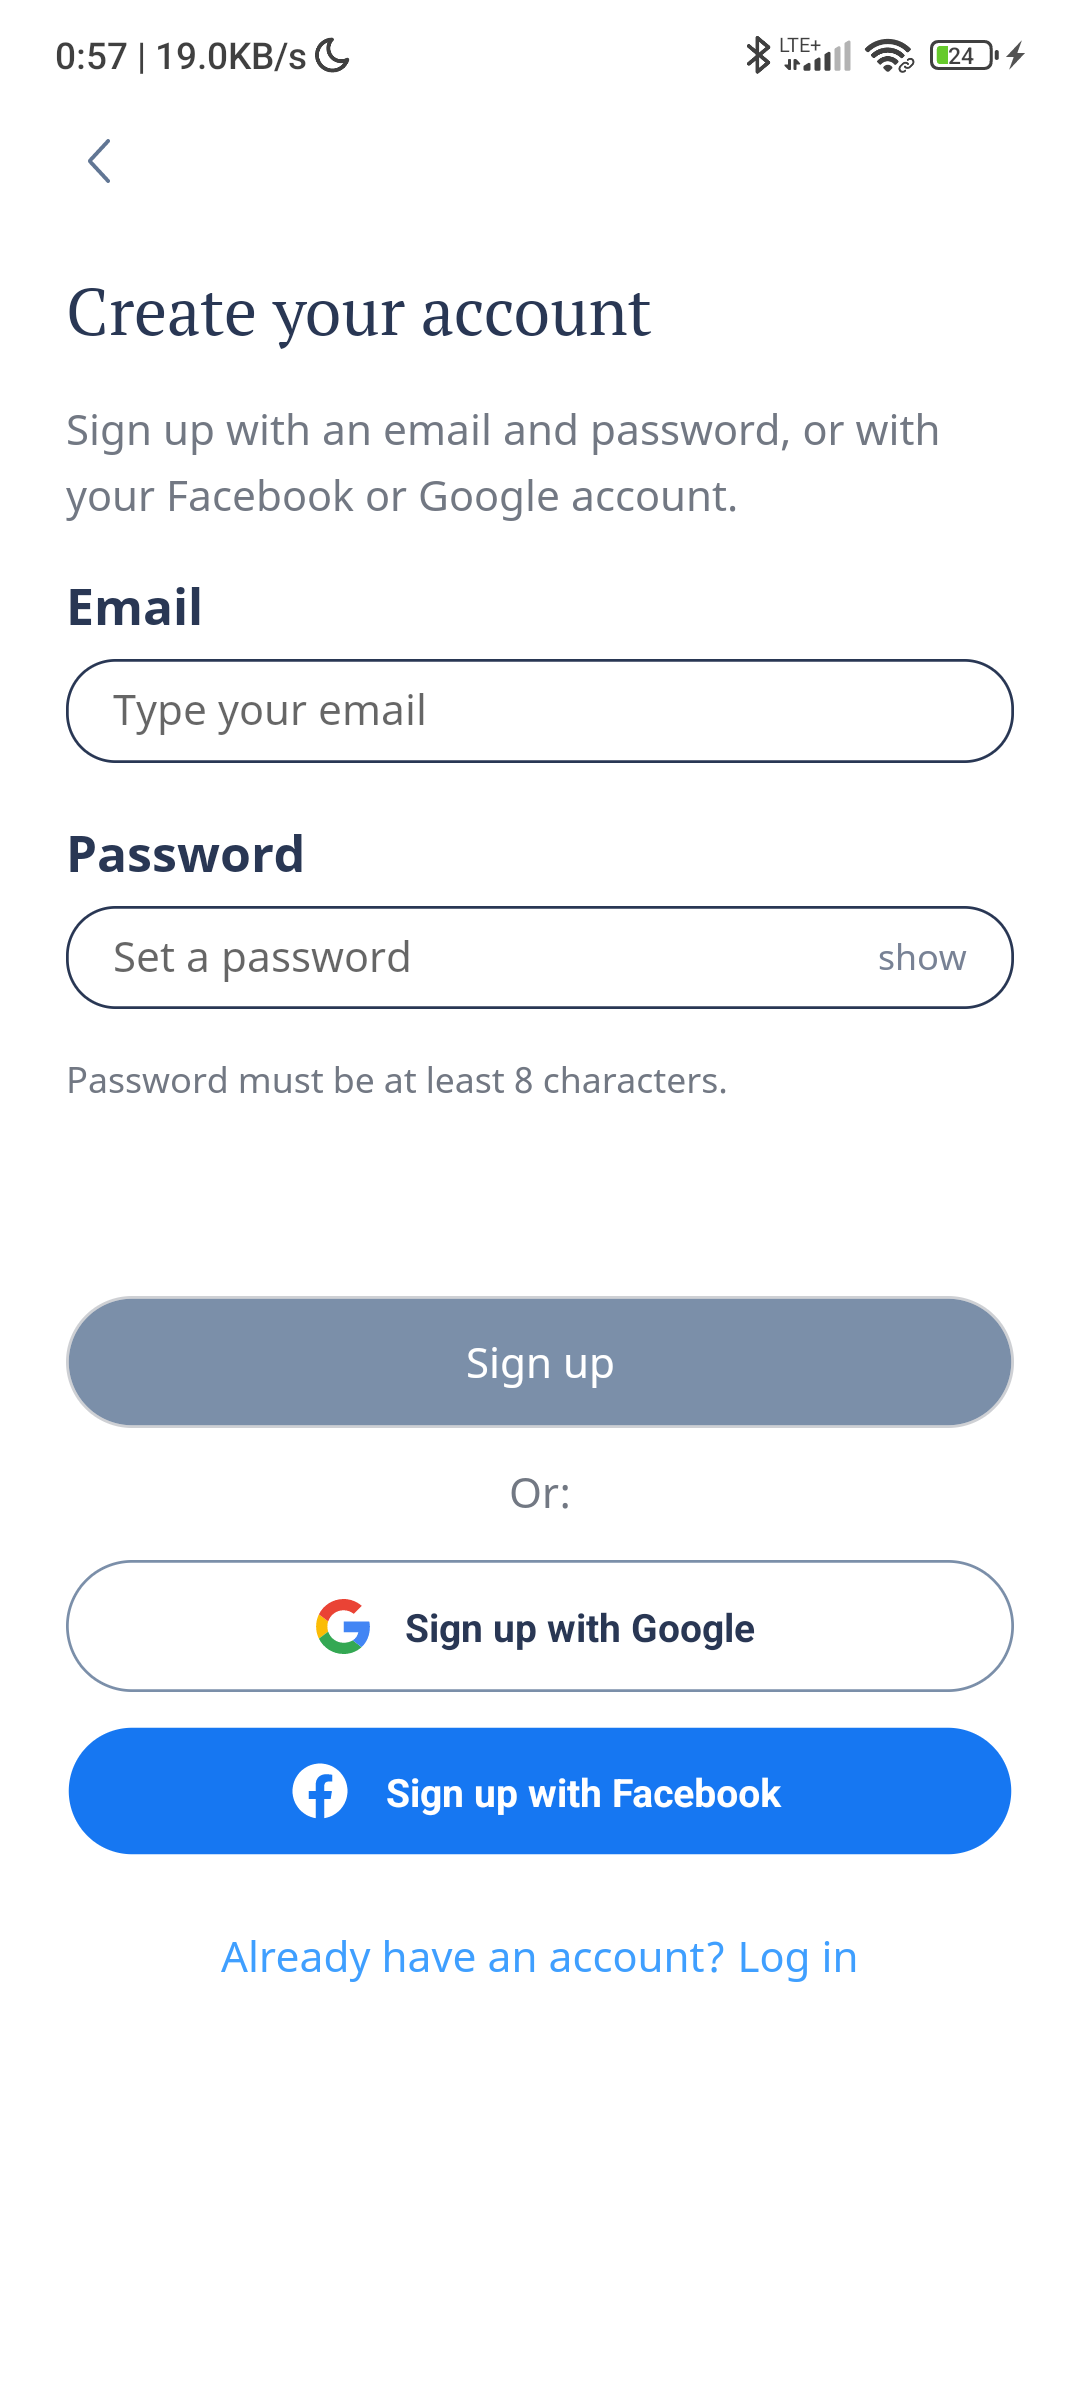 0:57 | 19.0KB/s
LTE+
24
Create your account
Sign up with an email and password, or with
your Facebook or Google account.
Email
Type your email
Password
Set a password
show
Password must be at least 8 characters.
Sign up
Or:
Sign up with Google
Sign up with Facebook
Already have an account? Log in